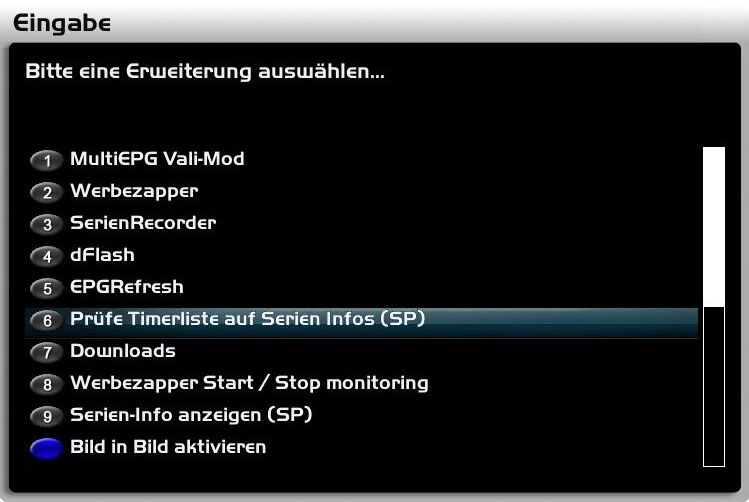 Eingabe
Bitte eine Erweiterung auswählen...
1 MultiEPG Vali-Mod
2 Werbezapper
3 SerienRecorder
4 dFlash
5 EPGRefresh
6 Prüfe Timerliste auf Serien Infos (SP)
7 Downloads
8 Werbezapper Start / Stop monitoring
9 Serien-Info anzeigen (SP)
Bild in Bild aktivieren